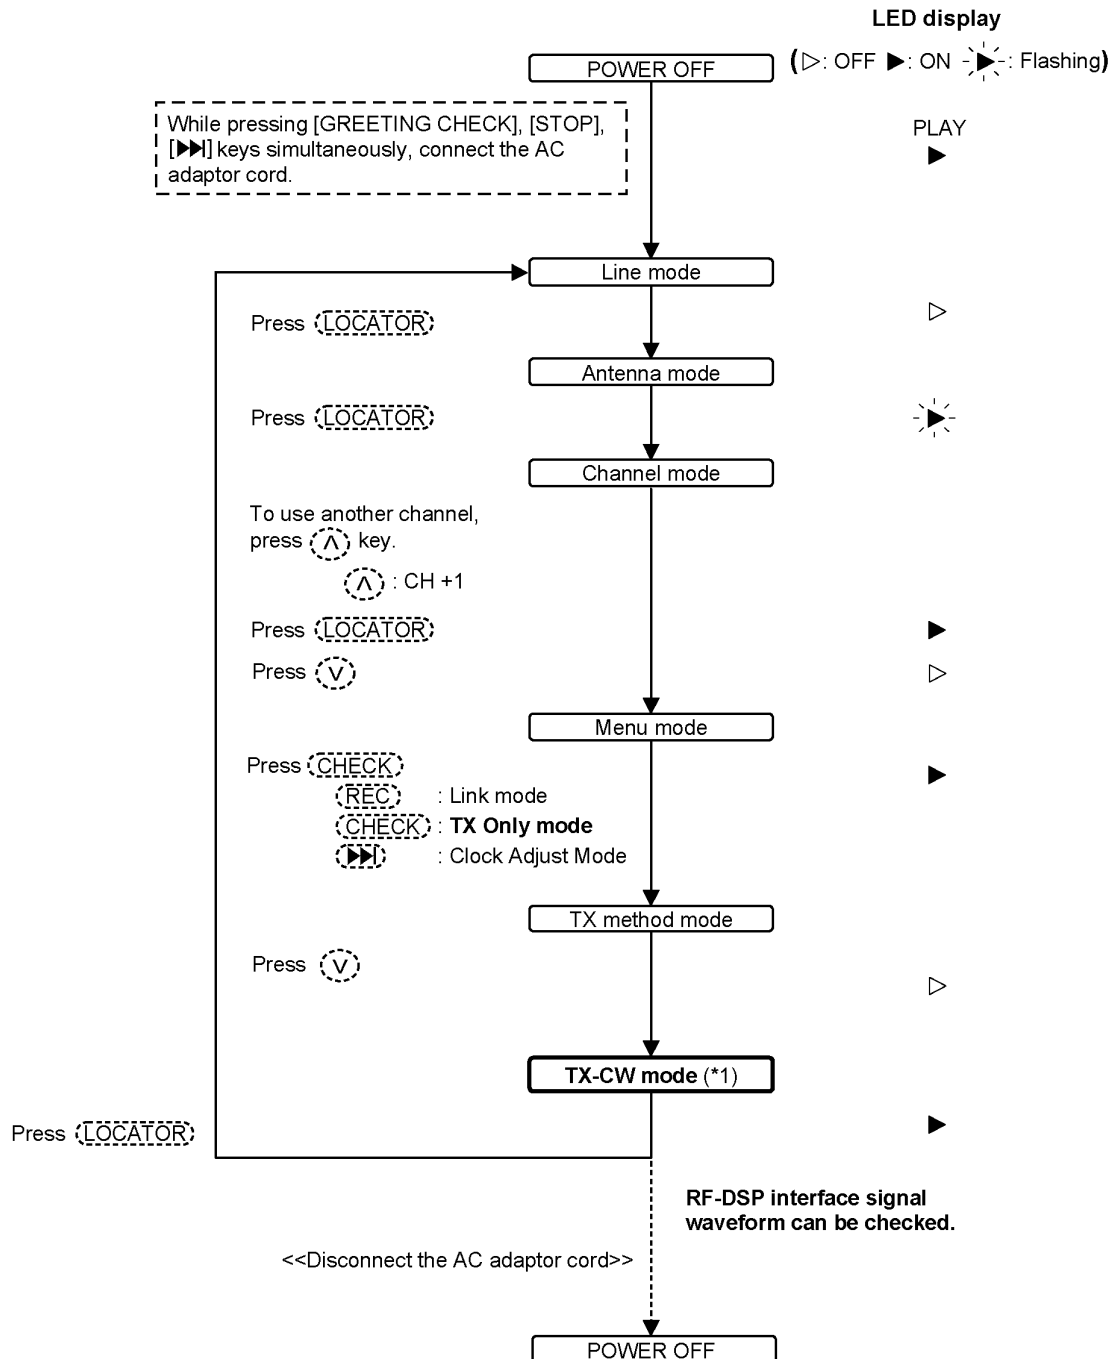 LED display
POWER OFF
(▷: OFF ▶: ON ▶: Flashing)
While pressing [GREETING CHECK], [STOP],
[▶▶|] keys simultaneously, connect the AC
adaptor cord.
PLAY
Line mode
Press (LOCATOR)
Antenna mode
Press (LOCATOR)
Channel mode
To use another channel,
press (Λ) key.
(Λ) : CH +1
Press (LOCATOR)
Press (V)
Menu mode
Press (CHECK)
(REC) : Link mode
(CHECK) : TX Only mode
(▶▶|) : Clock Adjust Mode
TX method mode
Press (V)
TX-CW mode (*1)
Press (LOCATOR)
RF-DSP interface signal
waveform can be checked.
<<Disconnect the AC adaptor cord>>
POWER OFF